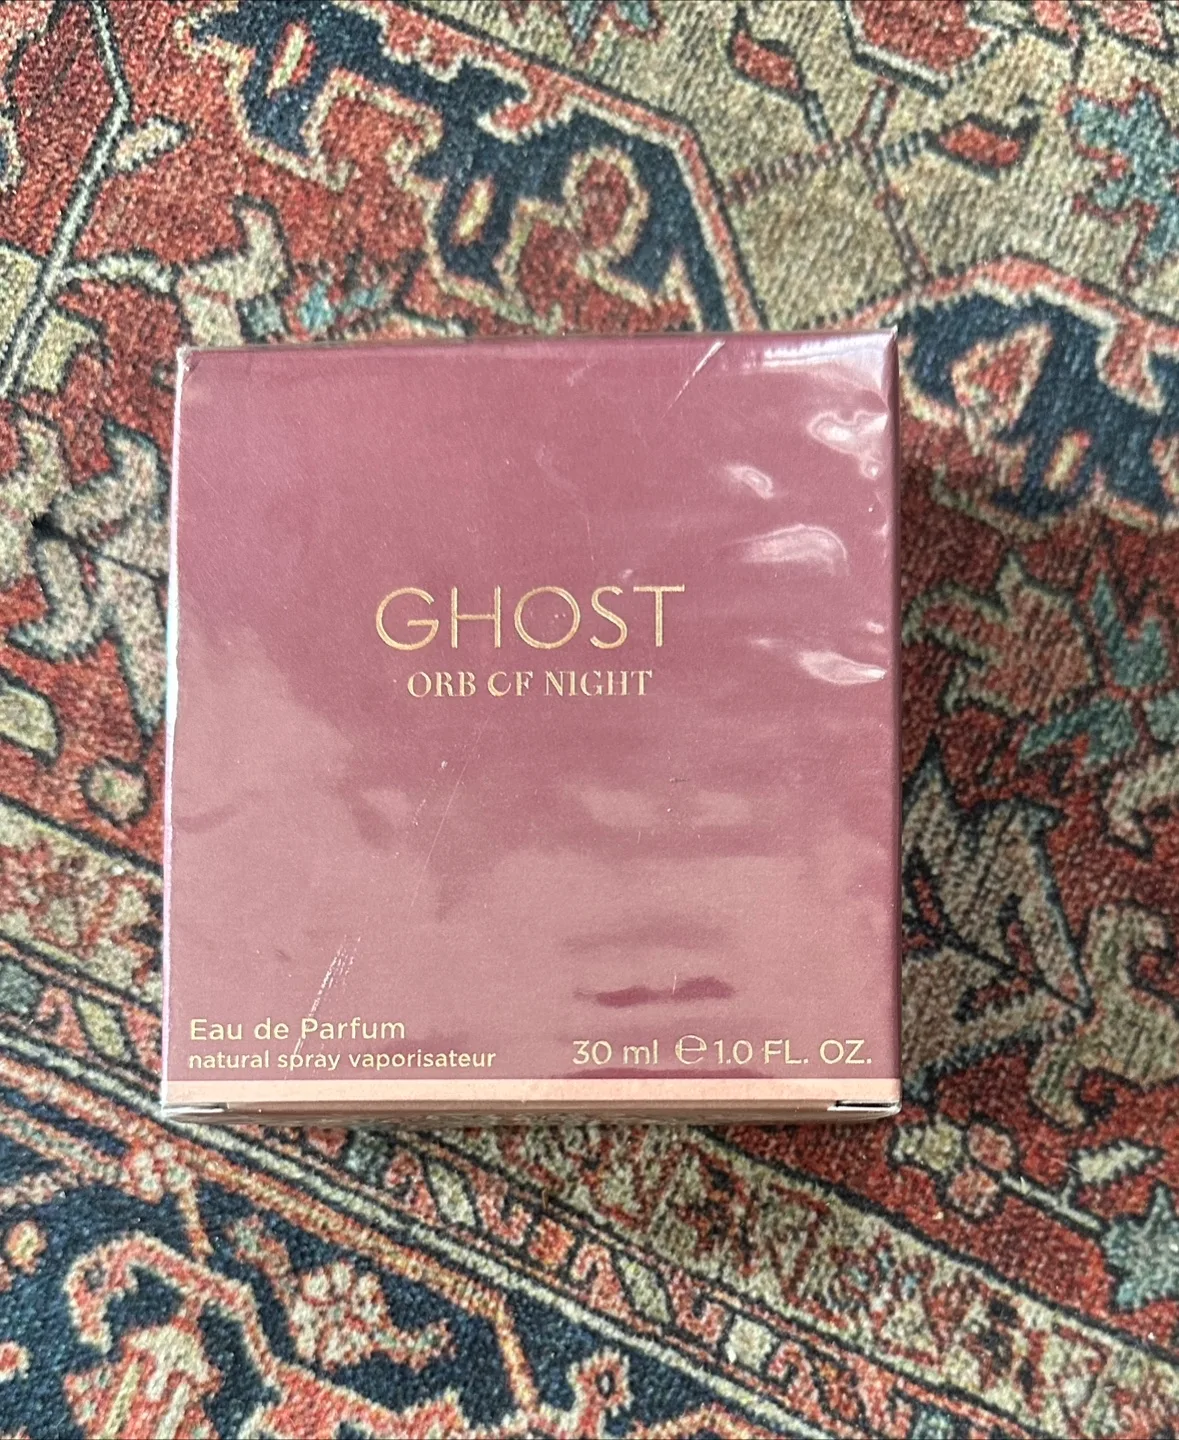 GHOST
ORB OF NIGHT
Eau de Parfum
natural spray vaporisateur
30 ml ℮ 1.0 FL. OZ.